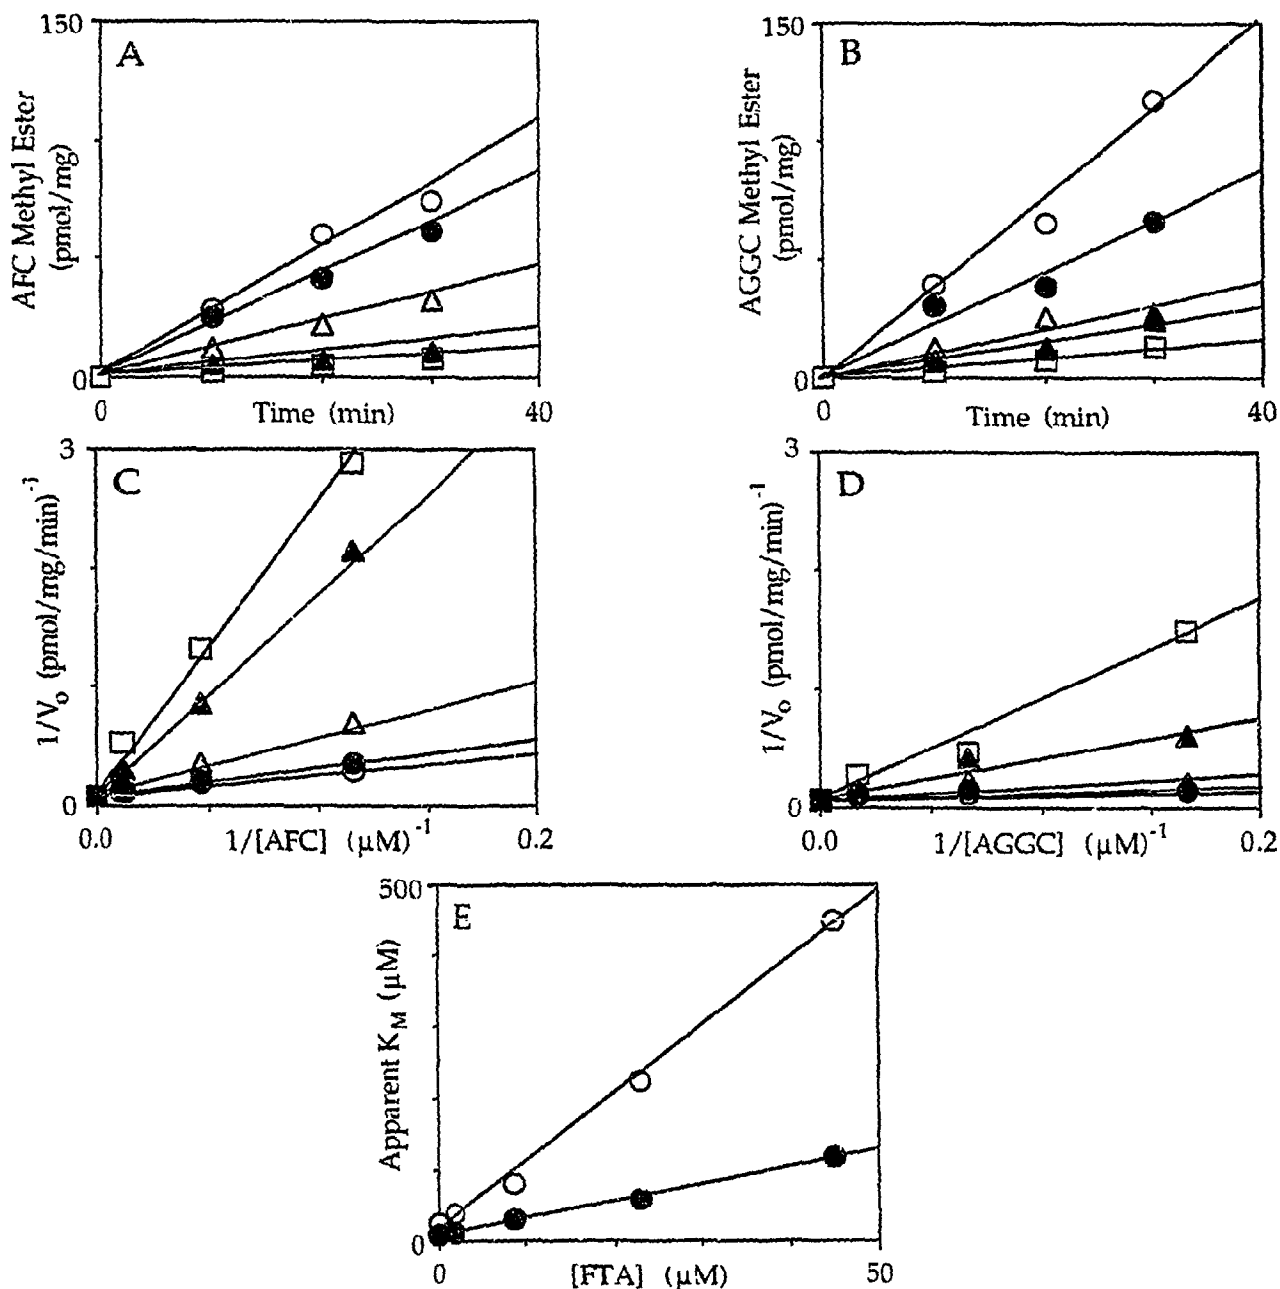 150
A
AFC Methyl Ester
(pmol/mg)
0
0
Time (min)
40
150
B
AGGC Methyl Ester
(pmol/mg)
0
0
Time (min)
40
3
C
1/Vo (pmol/mg/min)-1
0
0.0
1/[AFC] (μM)-1
0.2
3
D
1/Vo (pmol/mg/min)-1
0
0.0
1/[AGGC] (μM)-1
0.2
500
E
Apparent KM (μM)
0
0
[FTA] (μM)
50